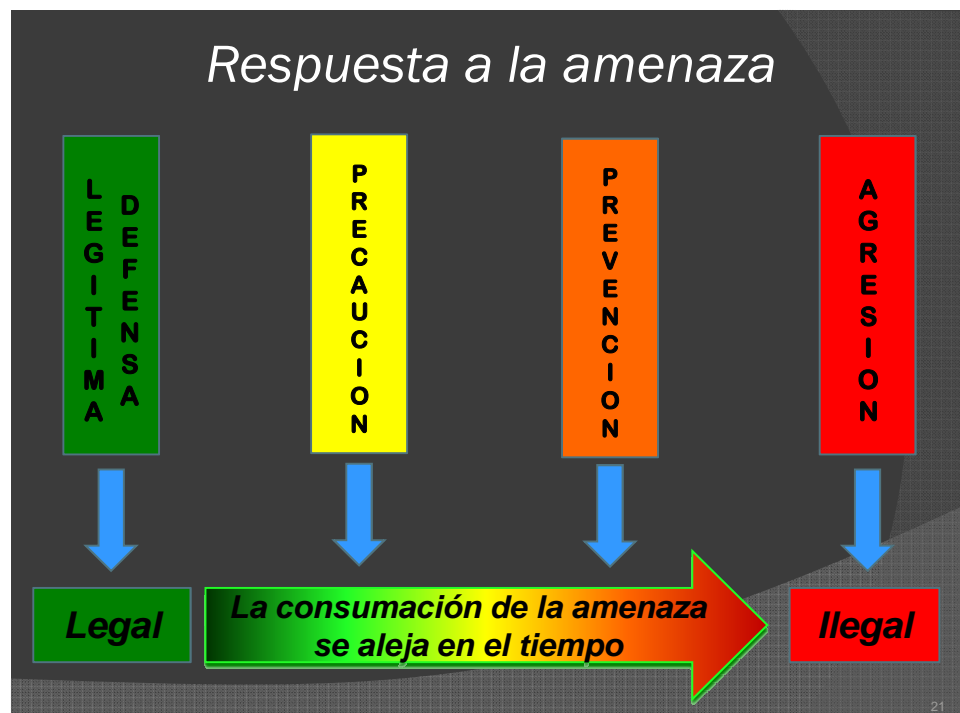 Respuesta a la amenaza
LEGITIMA
DEFENSA
PRECAUCION
PREVENCION
AGRESION
Legal
La consumación de la amenaza
se aleja en el tiempo
Ilegal
21